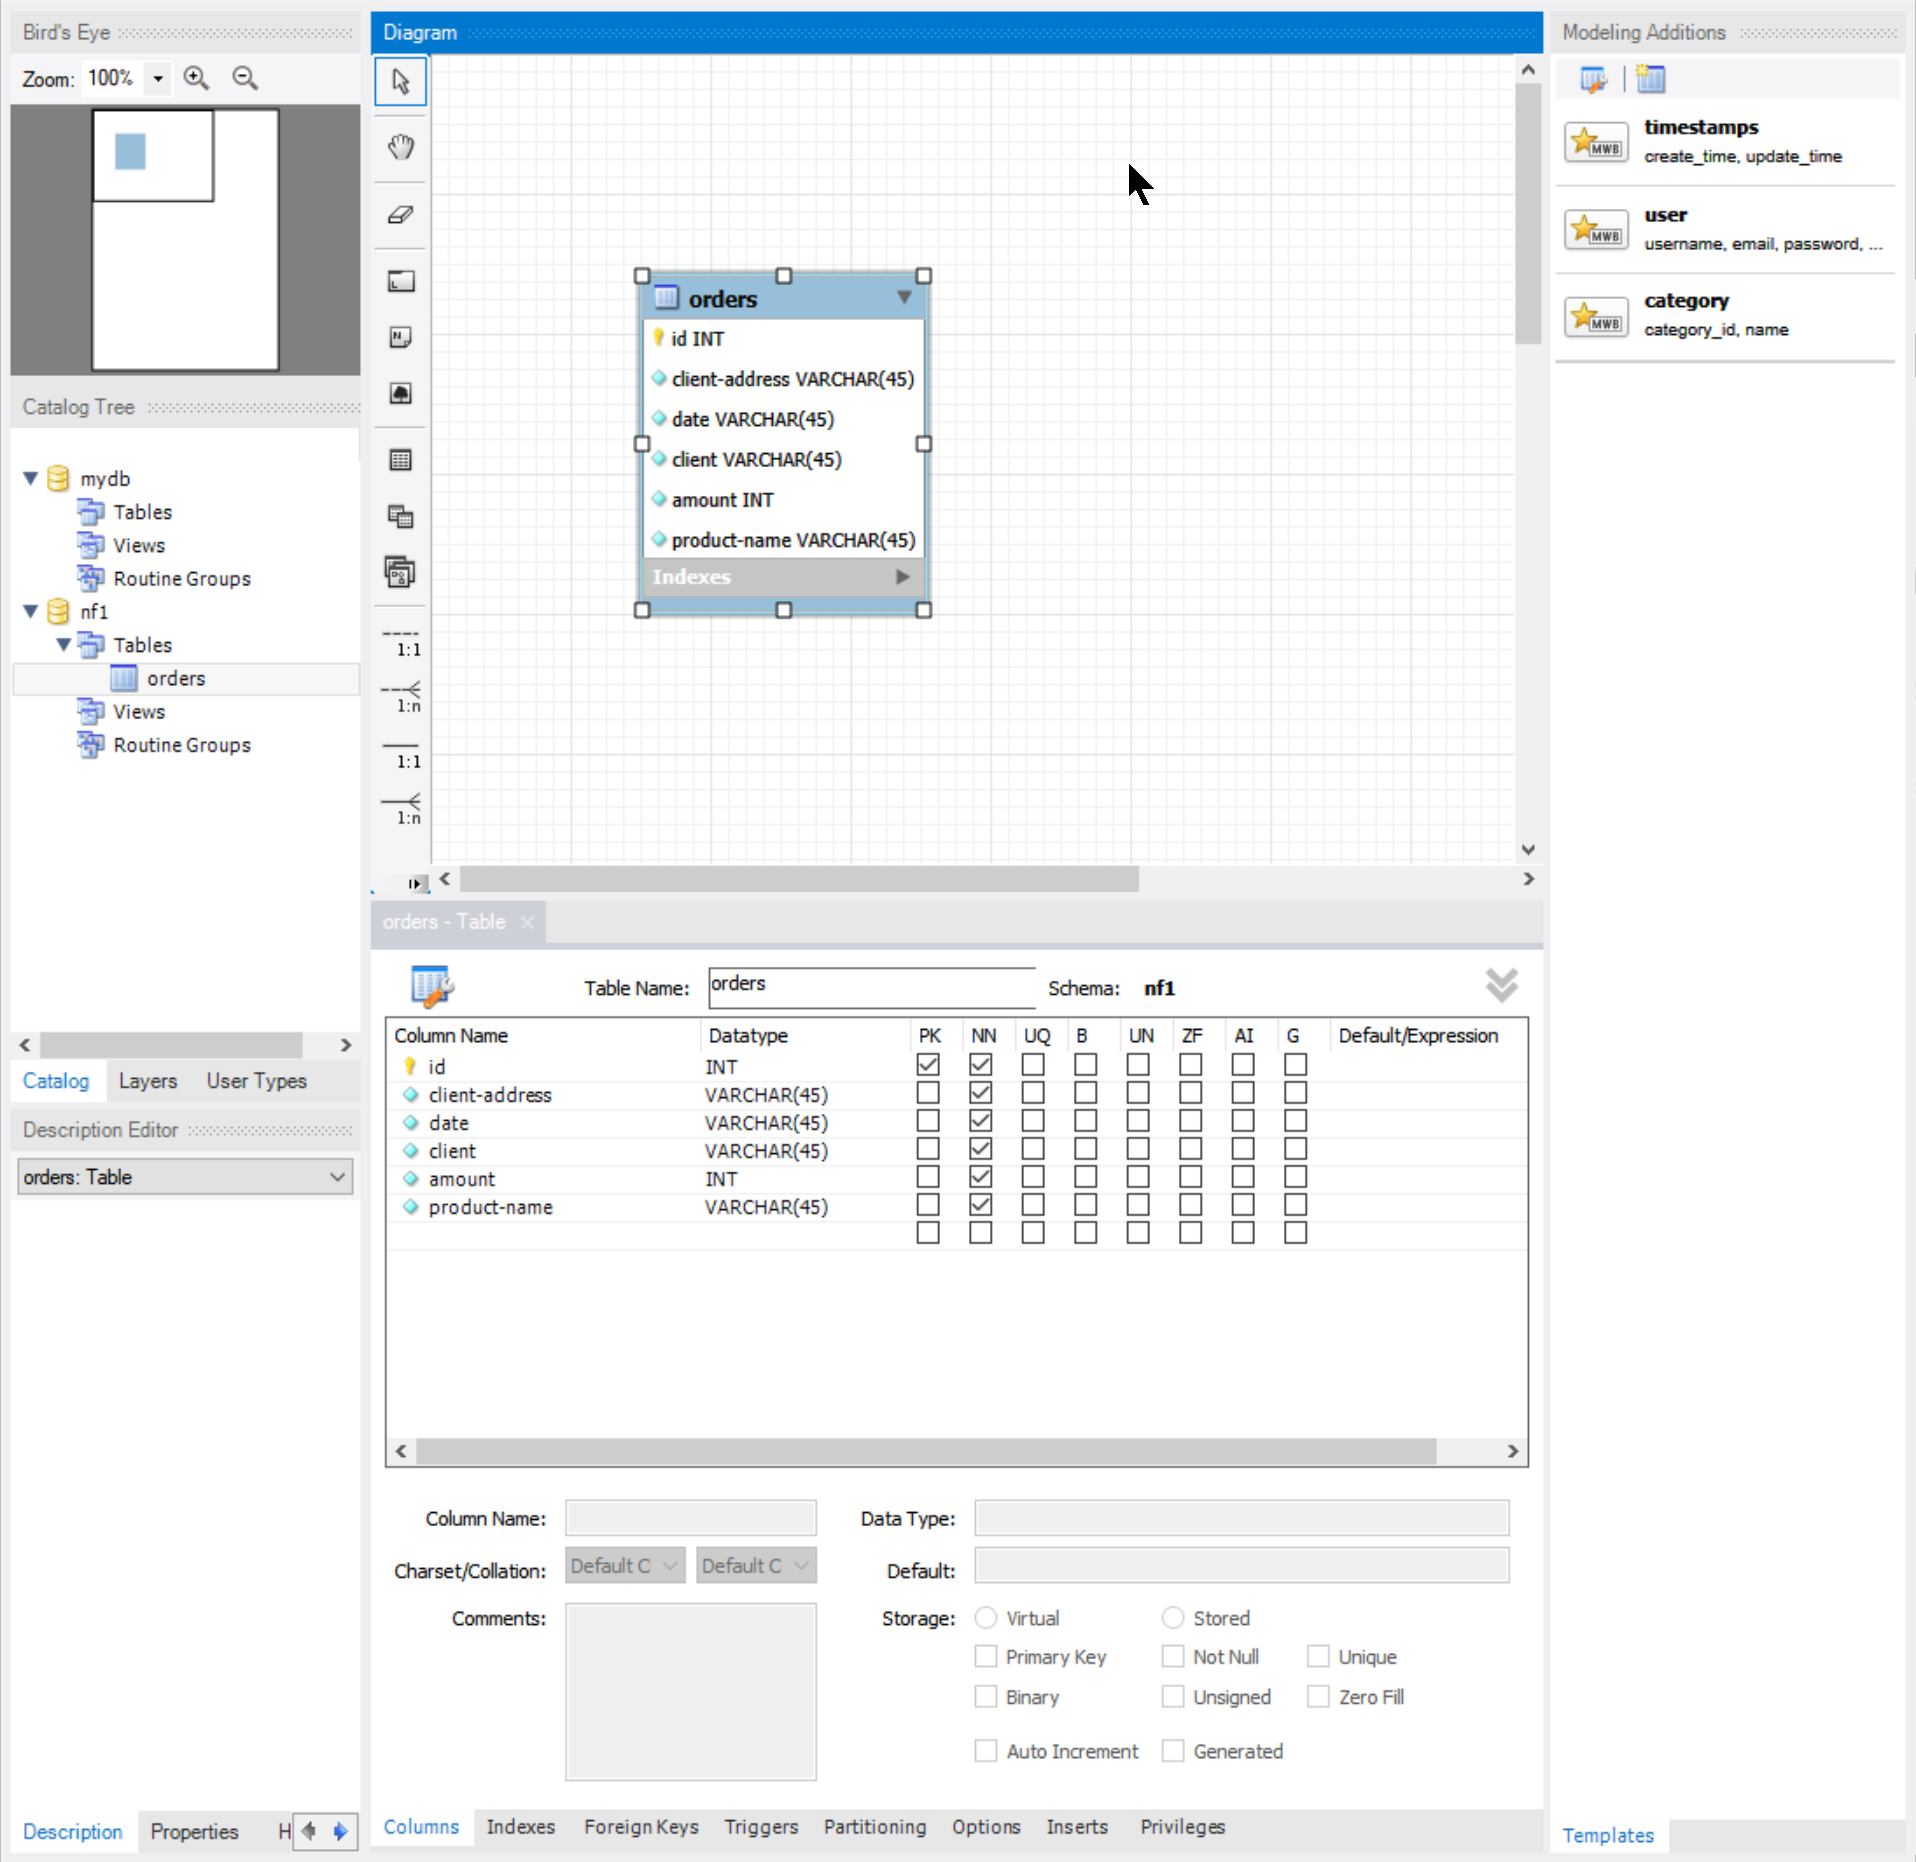 Bird's Eye
Zoom: 100%
Catalog Tree
mydb
Tables
Views
Routine Groups
nf1
Tables
orders
Views
Routine Groups
Catalog Layers User Types
Description Editor
orders: Table
Description Properties H
Diagram
1:1
1:n
1:1
1:n
orders
id INT
client-address VARCHAR(45)
date VARCHAR(45)
client VARCHAR(45)
amount INT
product-name VARCHAR(45)
Indexes
orders - Table
Table Name: orders Schema: nf1
Column Name Datatype PK NN UQ B UN ZF AI G Default/Expression
id INT
client-address VARCHAR(45)
date VARCHAR(45)
client VARCHAR(45)
amount INT
product-name VARCHAR(45)
Column Name: Data Type:
Charset/Collation: Default C Default C Default:
Comments: Storage: Virtual Stored
Primary Key Not Null Unique
Binary Unsigned Zero Fill
Auto Increment Generated
Columns Indexes Foreign Keys Triggers Partitioning Options Inserts Privileges
Modeling Additions
MWB
timestamps
create_time, update_time
MWB
user
username, email, password, ...
MWB
category
category_id, name
Templates